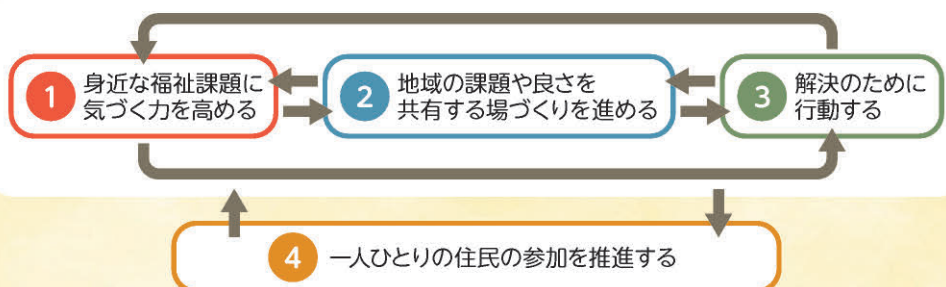 1 身近な福祉課題に
気づく力を高める
2 地域の課題や良さを
共有する場づくりを進める
3 解決のために
行動する
4 一人ひとりの住民の参加を推進する